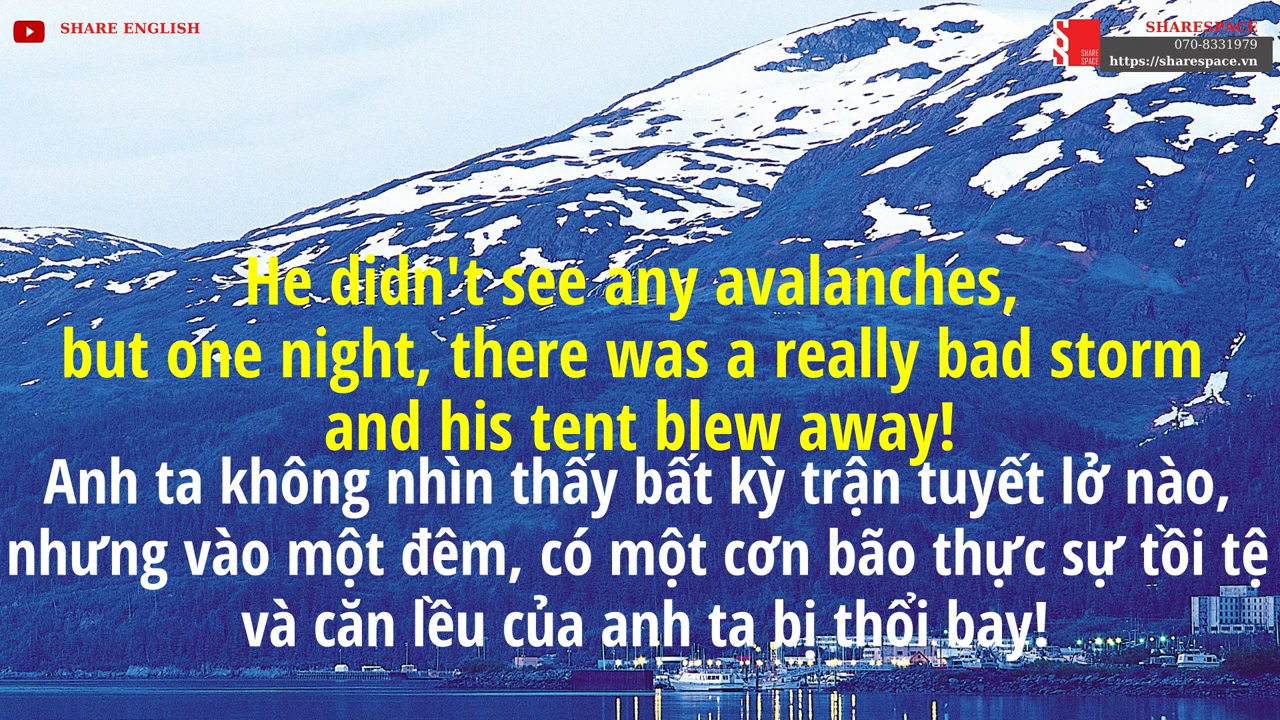 SHARE ENGLISH
SHARESPACE
070-8331979
https://sharespace.vn
SHARE
SPACE
He didn't see any avalanches,
but one night, there was a really bad storm
and his tent blew away!
Anh ta không nhìn thấy bất kỳ trận tuyết lở nào,
nhưng vào một đêm, có một cơn bão thực sự tồi tệ
và căn lều của anh ta bị thổi bay!